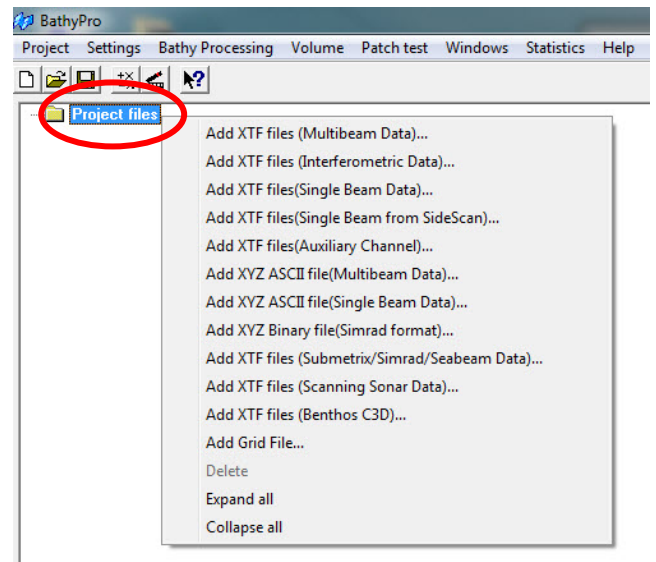 BathyPro
Project Settings Bathy Processing Volume Patch test Windows Statistics Help
Project files
Add XTF files (Multibeam Data)...
Add XTF files (Interferometric Data)...
Add XTF files(Single Beam Data)...
Add XTF files(Single Beam from SideScan)...
Add XTF files(Auxiliary Channel)...
Add XYZ ASCII file(Multibeam Data)...
Add XYZ ASCII file(Single Beam Data)...
Add XYZ Binary file(Simrad format)...
Add XTF files (Submetrix/Simrad/Seabeam Data)...
Add XTF files (Scanning Sonar Data)...
Add XTF files (Benthos C3D)...
Add Grid File...
Delete
Expand all
Collapse all